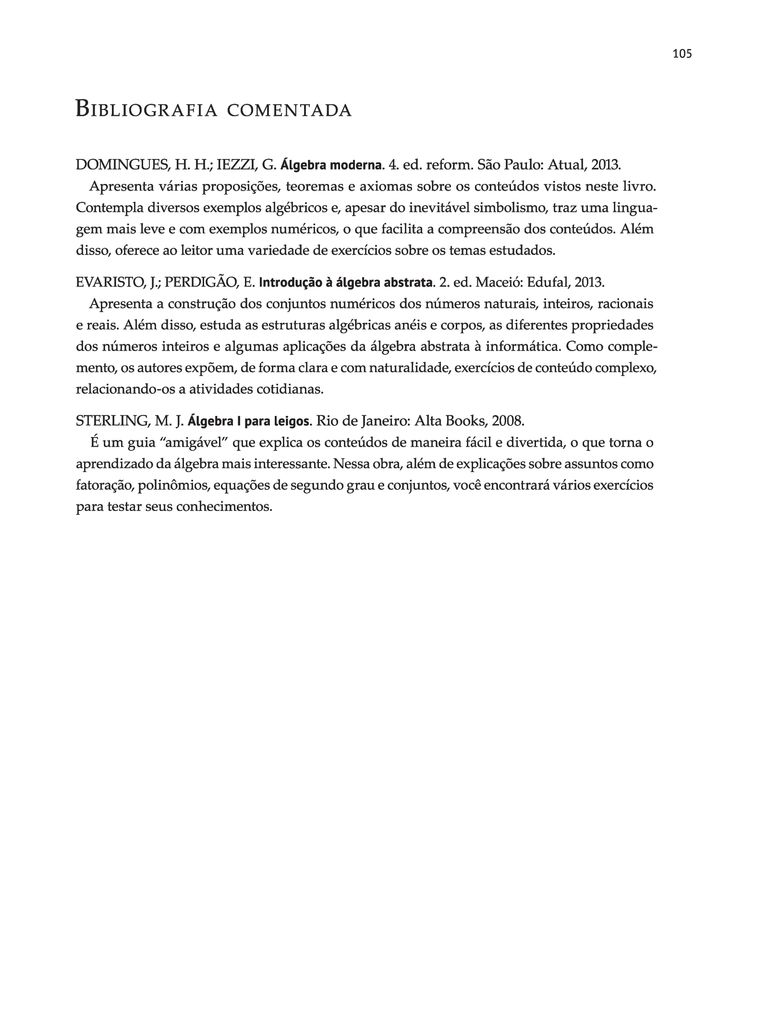 105
BIBLIOGRAFIA COMENTADA
DOMINGUES, H. H.; IEZZI, G. Álgebra moderna. 4. ed. reform. São Paulo: Atual, 2013.
Apresenta várias proposições, teoremas e axiomas sobre os conteúdos vistos neste livro.
Contempla diversos exemplos algébricos e, apesar do inevitável simbolismo, traz uma lingua-
gem mais leve e com exemplos numéricos, o que facilita a compreensão dos conteúdos. Além
disso, oferece ao leitor uma variedade de exercícios sobre os temas estudados.
EVARISTO, J.; PERDIGÃO, E. Introdução à álgebra abstrata. 2. ed. Maceió: Edufal, 2013.
Apresenta a construção dos conjuntos numéricos dos números naturais, inteiros, racionais
e reais. Além disso, estuda as estruturas algébricas anéis e corpos, as diferentes propriedades
dos números inteiros e algumas aplicações da álgebra abstrata à informática. Como comple-
mento, os autores expõem, de forma clara e com naturalidade, exercícios de conteúdo complexo,
relacionando-os a atividades cotidianas.
STERLING, M. J. Álgebra I para leigos. Rio de Janeiro: Alta Books, 2008.
É um guia “amigável” que explica os conteúdos de maneira fácil e divertida, o que torna o
aprendizado da álgebra mais interessante. Nessa obra, além de explicações sobre assuntos como
fatoração, polinômios, equações de segundo grau e conjuntos, você encontrará vários exercícios
para testar seus conhecimentos.